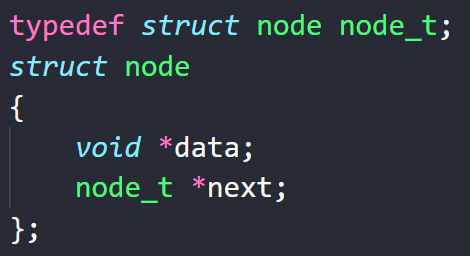 typedef struct node node_t;
struct node
{
    void *data;
    node_t *next;
};